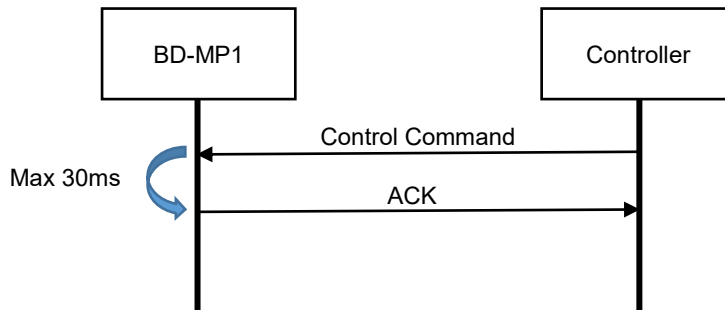 BD-MP1
Controller
Control Command
Max 30ms
ACK